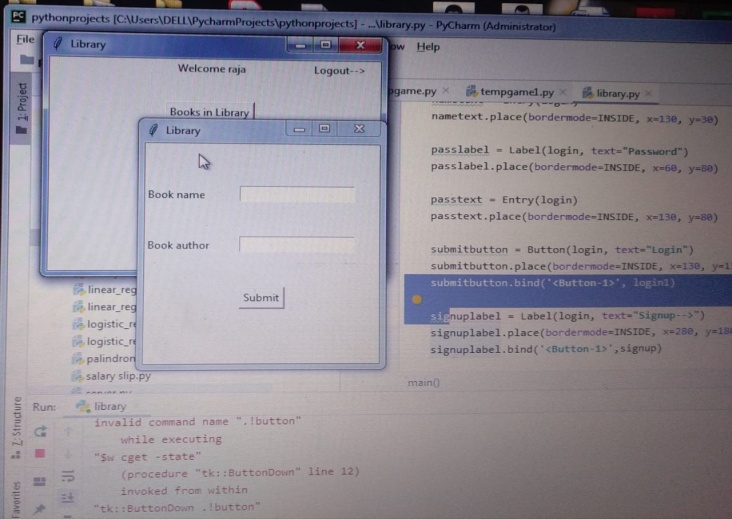 pythonprojects [C:\Users\DELL\PycharmProjects\pythonprojects] - ...\library.py - PyCharm (Administrator)
File
Library
ow Help
Welcome raja
Logout-->
Books in Library
Library
Book name
Book author
Submit
1: Project
pgame.py
tempgame1.py
library.py
nametext.place(bordermode=INSIDE, x=130, y=30)
passlabel = Label(login, text="Password")
passlabel.place(bordermode=INSIDE, x=60, y=80)
passtext = Entry(login)
passtext.place(bordermode=INSIDE, x=130, y=80)
submitbutton = Button(login, text="Login")
submitbutton.place(bordermode=INSIDE, x=130, y=1
submitbutton.bind('<Button-1>', login1)
signuplabel = Label(login, text="Signup-->")
signuplabel.place(bordermode=INSIDE, x=280, y=18
signuplabel.bind('<Button-1>',signup)
main()
linear_reg
linear_reg
logistic_re
logistic_re
palindron
salary slip.py
Run: library
invalid command name ".!button"
while executing
"$w cget -state"
(procedure "tk::ButtonDown" line 12)
invoked from within
"tk::ButtonDown .!button"
7: Structure
Favorites